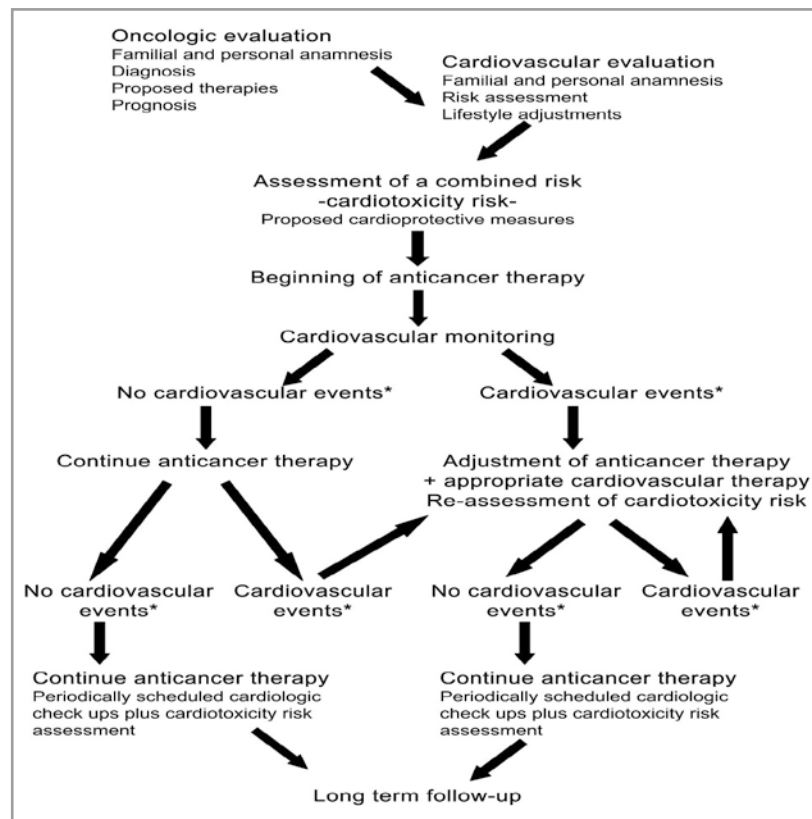 Oncologic evaluation
Familial and personal anamnesis
Diagnosis
Proposed therapies
Prognosis
Cardiovascular evaluation
Familial and personal anamnesis
Risk assessment
Lifestyle adjustments
Assessment of a combined risk
-cardiotoxicity risk-
Proposed cardioprotective measures
Beginning of anticancer therapy
Cardiovascular monitoring
No cardiovascular events*
Cardiovascular events*
Continue anticancer therapy
Adjustment of anticancer therapy
+ appropriate cardiovascular therapy
Re-assessment of cardiotoxicity risk
No cardiovascular
events*
Cardiovascular
events*
No cardiovascular
events*
Cardiovascular
events*
Continue anticancer therapy
Periodically scheduled cardiologic
check ups plus cardiotoxicity risk
assessment
Continue anticancer therapy
Periodically scheduled cardiologic
check ups plus cardiotoxicity risk
assessment
Long term follow-up